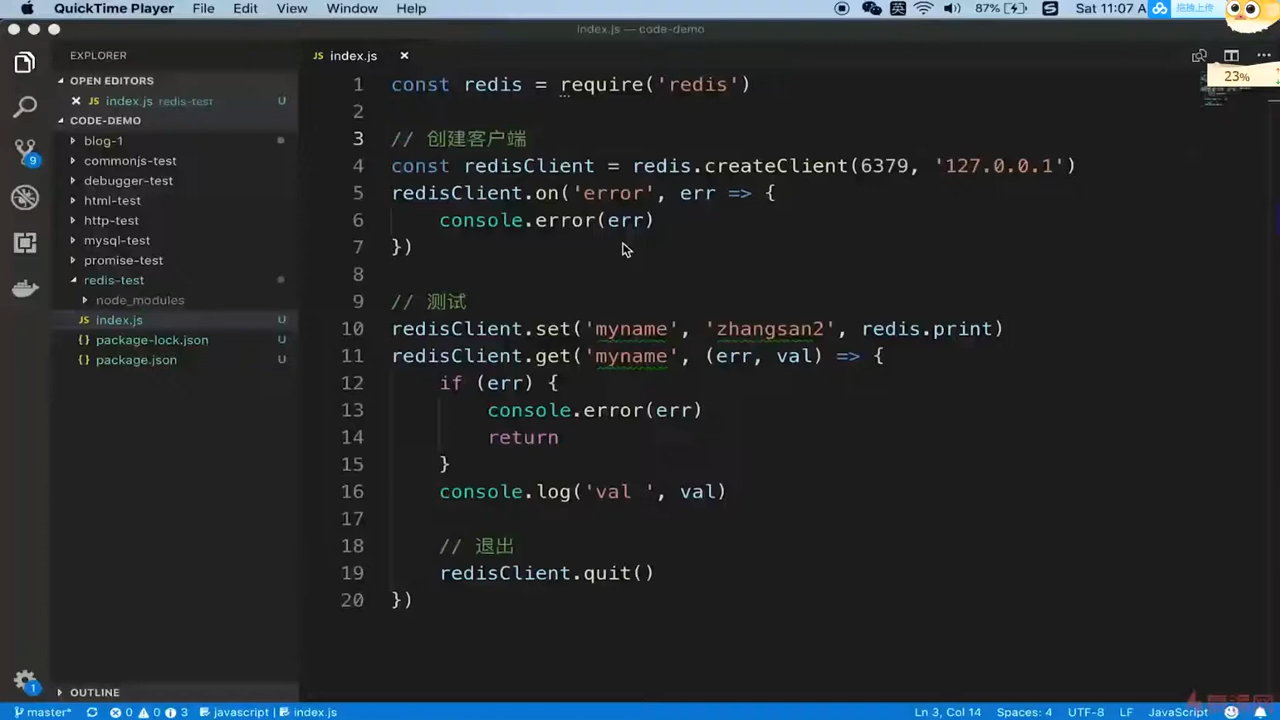 QuickTime Player File Edit View Window Help 英 87% Sat 11:07 A 拖拽上传
index.js — code-demo
EXPLORER
OPEN EDITORS
index.js redis-test U
CODE-DEMO
blog-1
commonjs-test
debugger-test
html-test
http-test
mysql-test
promise-test
redis-test
node_modules
JS index.js U
{} package-lock.json U
{} package.json U
OUTLINE
9
1
JS index.js
23%
1 const redis = require('redis')
2
3 // 创建客户端
4 const redisClient = redis.createClient(6379, '127.0.0.1')
5 redisClient.on('error', err => {
6 console.error(err)
7 })
8
9 // 测试
10 redisClient.set('myname', 'zhangsan2', redis.print)
11 redisClient.get('myname', (err, val) => {
12 if (err) {
13 console.error(err)
14 return
15 }
16 console.log('val ', val)
17
18 // 退出
19 redisClient.quit()
20 })
master* 0 0 3 javascript index.js Ln 3, Col 14 Spaces: 4 UTF-8 LF JavaScript